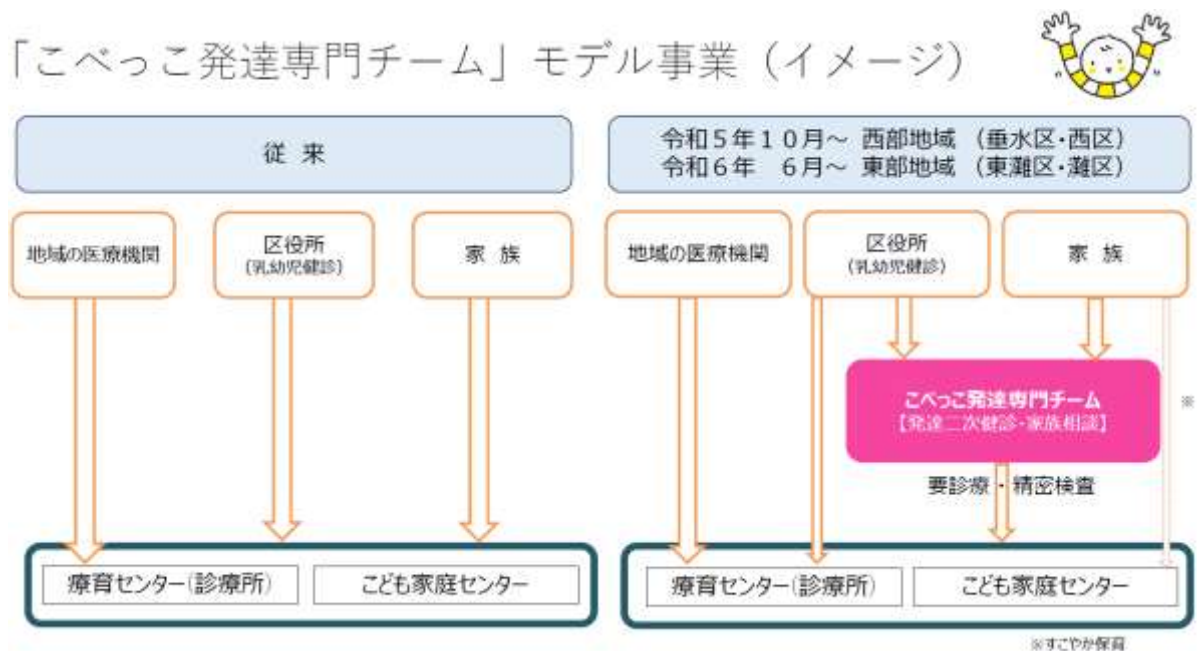 「こべっこ発達専門チーム」モデル事業（イメージ）
従 来
地域の医療機関
区役所
(乳幼児健診)
家 族
療育センター(診療所)
こども家庭センター
令和５年１０月～ 西部地域 （垂水区・西区）
令和６年　６月～ 東部地域 （東灘区・灘区）
地域の医療機関
区役所
(乳幼児健診)
家 族
こべっこ発達専門チーム
【発達二次健診・家族相談】
※
要診療・精密検査
療育センター(診療所)
こども家庭センター
※すこやか保育